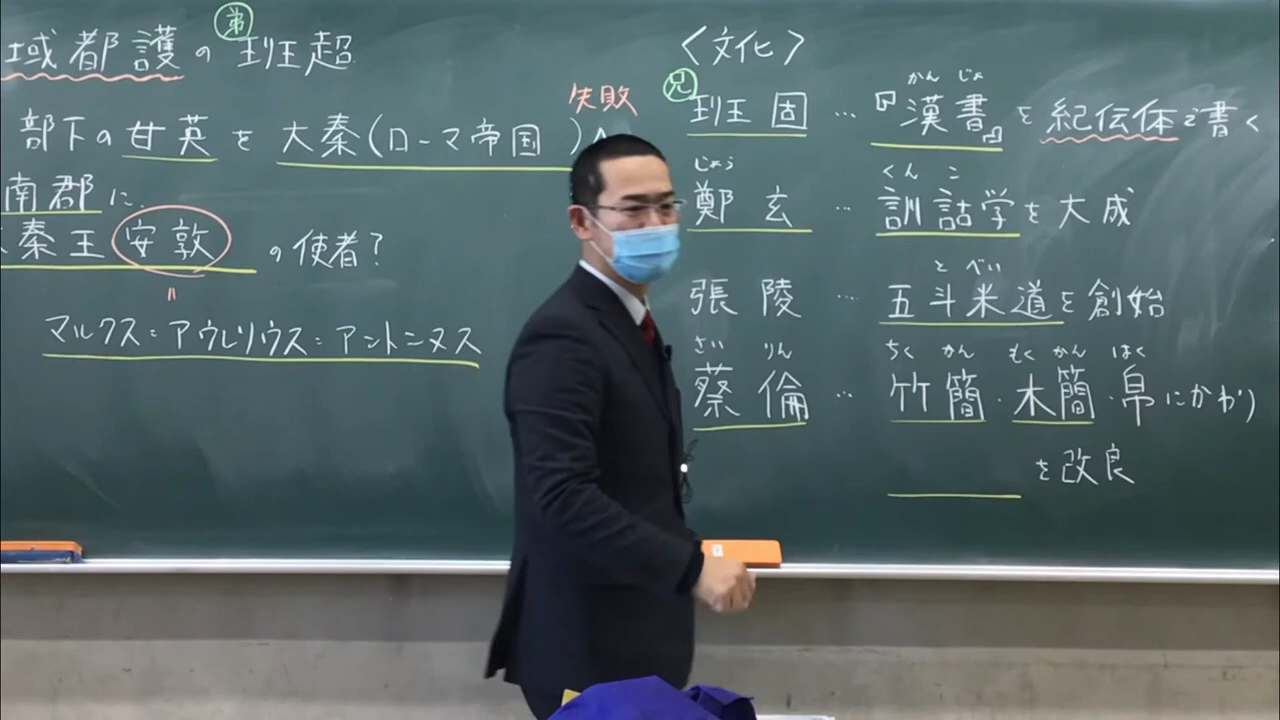 域都護の班超
弟
部下の甘英を大秦(ローマ帝国)へ
失敗
南郡に
秦王安敦の使者?
〃
マルクス=アウレリウス=アントニヌス
〈文化〉
兄
かん じょ
班固…『漢書』を紀伝体で書く
じょう
くん こ
鄭玄…訓詁学を大成
と べい
張陵…五斗米道を創始
さい りん
ちく かん もく かん はく
蔡倫…竹簡・木簡・帛にかわり
を改良